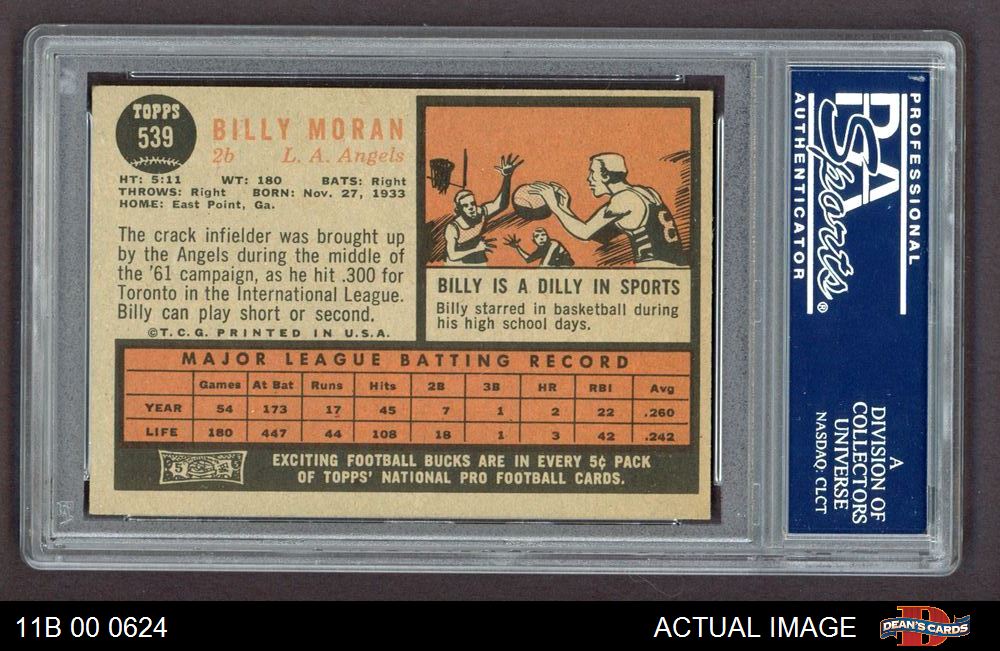 TOPPS
539
BILLY MORAN
2b L. A. Angels
HT: 5:11 WT: 180 BATS: Right
THROWS: Right BORN: Nov. 27, 1933
HOME: East Point, Ga.
The crack infielder was brought up
by the Angels during the middle of
the '61 campaign, as he hit .300 for
Toronto in the International League.
Billy can play short or second.
©T.C.G. PRINTED IN U.S.A.
8
BILLY IS A DILLY IN SPORTS
Billy starred in basketball during
his high school days.
MAJOR LEAGUE BATTING RECORD
Games At Bat Runs Hits 2B 3B HR RBI Avg
YEAR 54 173 17 45 7 1 2 22 .260
LIFE 180 447 44 108 18 1 3 42 .242
5 5
EXCITING FOOTBALL BUCKS ARE IN EVERY 5¢ PACK
OF TOPPS' NATIONAL PRO FOOTBALL CARDS.
PROFESSIONAL
PSA
Sports
AUTHENTICATOR
®
A
DIVISION OF
COLLECTORS
UNIVERSE
NASDAQ: CLCT
11B 00 0624
ACTUAL IMAGE
D
DEAN'S CARDS